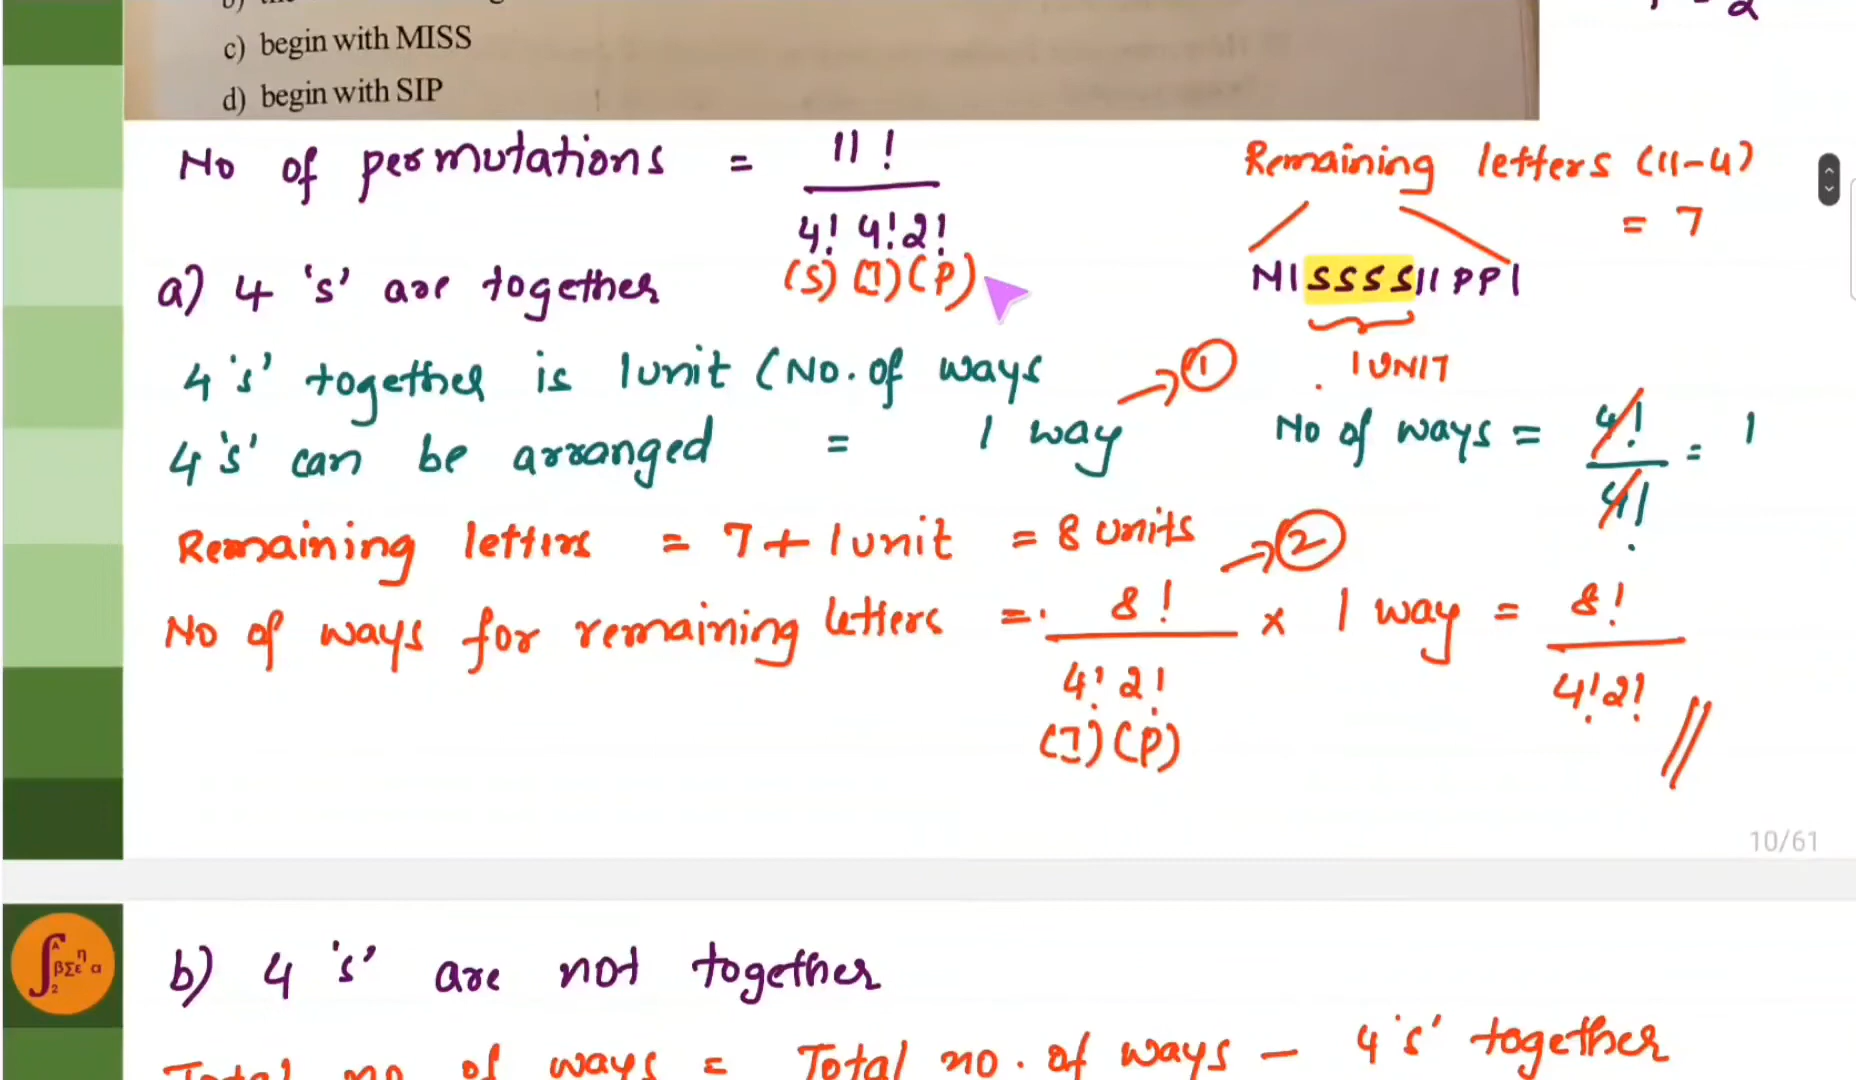 c) begin with MISS
d) begin with SIP
No of permutations = 11!
4! 4! 2!
(S) (I) (P)
Remaining letters (11-4)
= 7
MISSSSIIPPI
1 UNIT
a) 4 's' are together
4 's' together is 1 unit (No. of ways
4 's' can be arranged = 1 way → 1
No of ways = 4!/4! = 1
Remaining letters = 7 + 1 unit = 8 units → 2
No of ways for remaining letters = 8! × 1 way = 8!
4! 2! 4! 2!
(I) (P)
10/61
b) 4 's' are not together
Total no of ways = Total no. of ways - 4 's' together